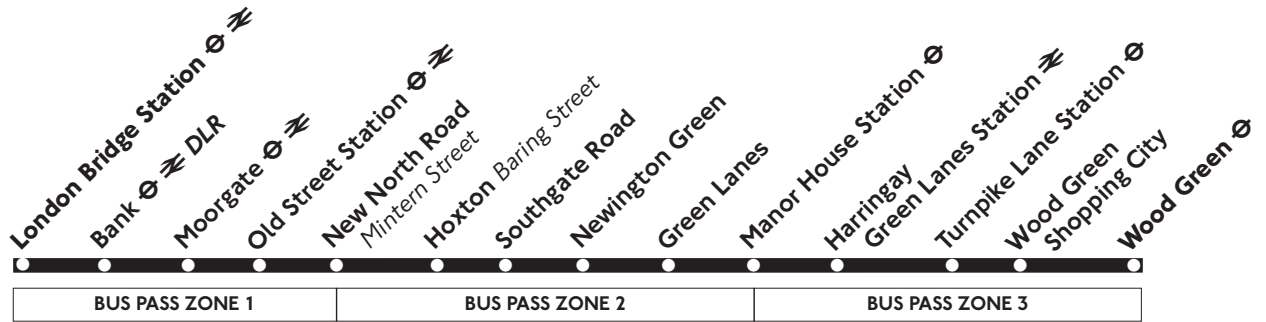 London Bridge Station
Bank DLR
Moorgate
Old Street Station
New North Road
Mintern Street
Hoxton Baring Street
Southgate Road
Newington Green
Green Lanes
Manor House Station
Harringay
Green Lanes Station
Turnpike Lane Station
Wood Green
Shopping City
Wood Green
BUS PASS ZONE 1
BUS PASS ZONE 2
BUS PASS ZONE 3